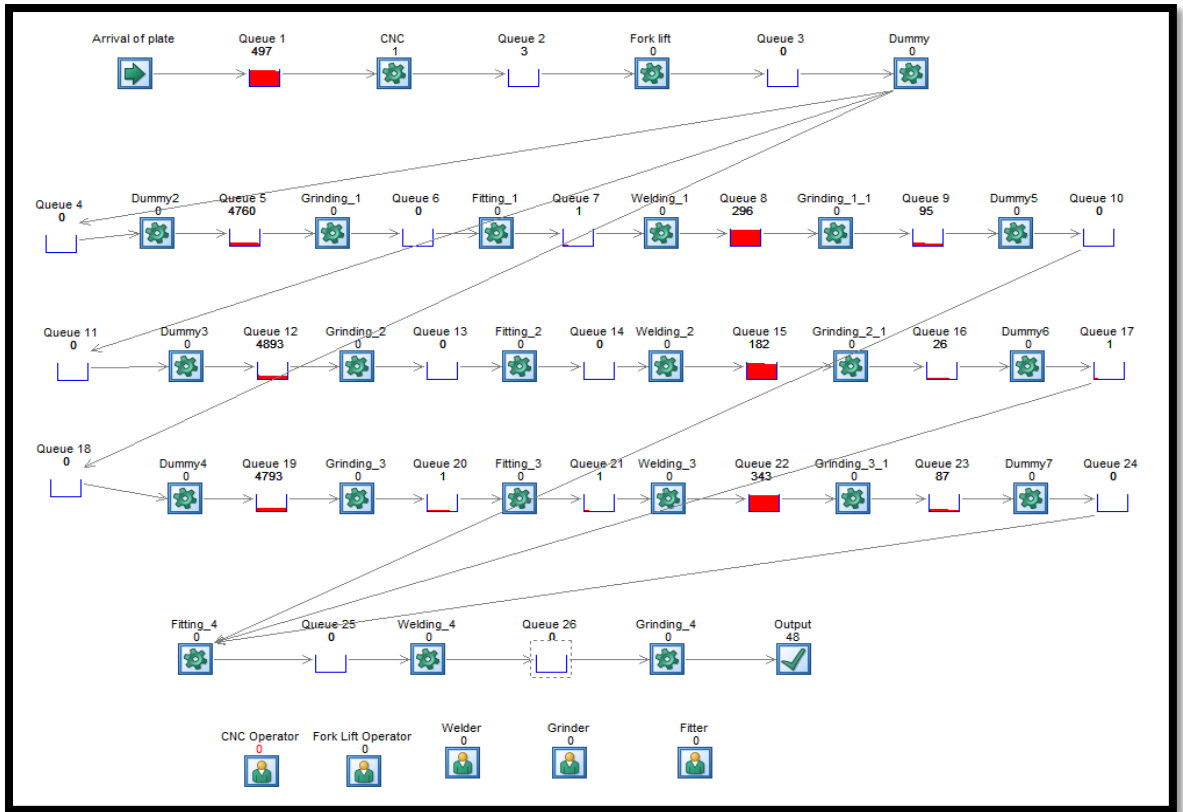 Arrival of plate
Queue 1
497
CNC
1
Queue 2
3
Fork lift
0
Queue 3
0
Dummy
0
Queue 4
0
Dummy2
0
Queue 5
4760
Grinding_1
0
Queue 6
0
Fitting_1
0
Queue 7
1
Welding_1
0
Queue 8
296
Grinding_1_1
0
Queue 9
95
Dummy5
0
Queue 10
0
Queue 11
0
Dummy3
0
Queue 12
4893
Grinding_2
0
Queue 13
0
Fitting_2
0
Queue 14
0
Welding_2
0
Queue 15
182
Grinding_2_1
0
Queue 16
26
Dummy6
0
Queue 17
1
Queue 18
0
Dummy4
0
Queue 19
4793
Grinding_3
0
Queue 20
1
Fitting_3
0
Queue 21
1
Welding_3
0
Queue 22
343
Grinding_3_1
0
Queue 23
87
Dummy7
0
Queue 24
0
Fitting_4
0
Queue 25
0
Welding_4
0
Queue 26
0
Grinding_4
0
Output
48
CNC Operator
0
Fork Lift Operator
0
Welder
0
Grinder
0
Fitter
0